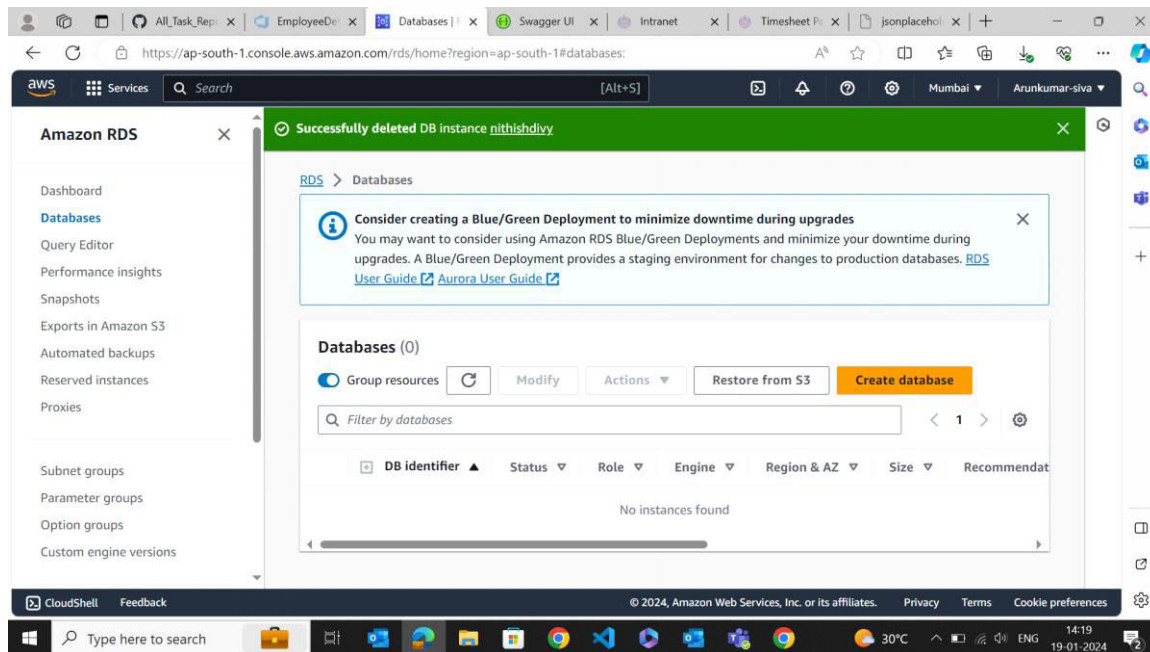 All_Task_Rep
EmployeeDe
Databases |
Swagger UI
Intranet
Timesheet P
jsonplacehol
https://ap-south-1.console.aws.amazon.com/rds/home?region=ap-south-1#databases:
aws
Services
Search
[Alt+S]
Mumbai
Arunkumar-siva
Amazon RDS
Dashboard
Databases
Query Editor
Performance insights
Snapshots
Exports in Amazon S3
Automated backups
Reserved instances
Proxies
Subnet groups
Parameter groups
Option groups
Custom engine versions
Successfully deleted DB instance nithishdivy
RDS > Databases
Consider creating a Blue/Green Deployment to minimize downtime during upgrades
You may want to consider using Amazon RDS Blue/Green Deployments and minimize your downtime during
upgrades. A Blue/Green Deployment provides a staging environment for changes to production databases. RDS
User Guide Aurora User Guide
Databases (0)
Group resources
Modify
Actions
Restore from S3
Create database
Filter by databases
1
DB identifier
Status
Role
Engine
Region & AZ
Size
Recommendat
No instances found
CloudShell
Feedback
© 2024, Amazon Web Services, Inc. or its affiliates.
Privacy
Terms
Cookie preferences
Type here to search
30°C
ENG
14:19
19-01-2024
2